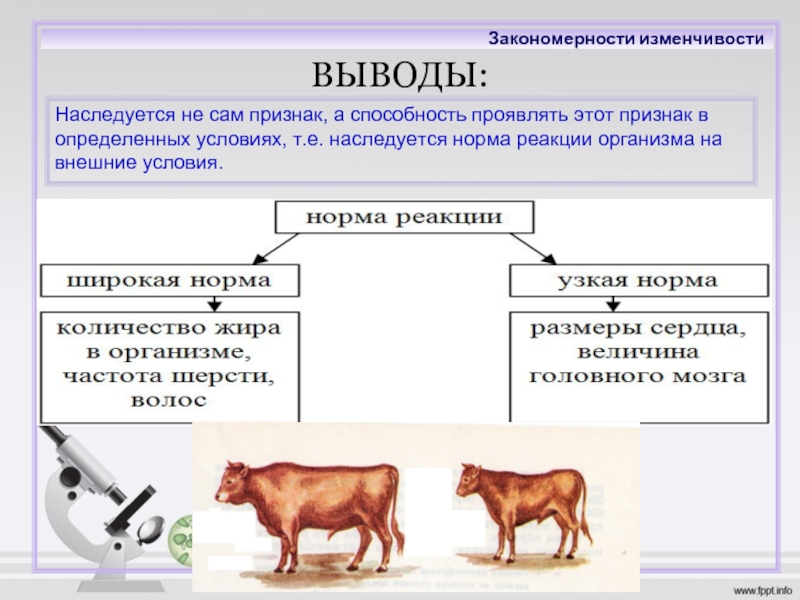 Закономерности изменчивости
ВЫВОДЫ:
Наследуется не сам признак, а способность проявлять этот признак в
определенных условиях, т.е. наследуется норма реакции организма на
внешние условия.
норма реакции
широкая норма
узкая норма
количество жира
в организме,
частота шерсти,
волос
размеры сердца,
величина
головного мозга
www.fppt.info